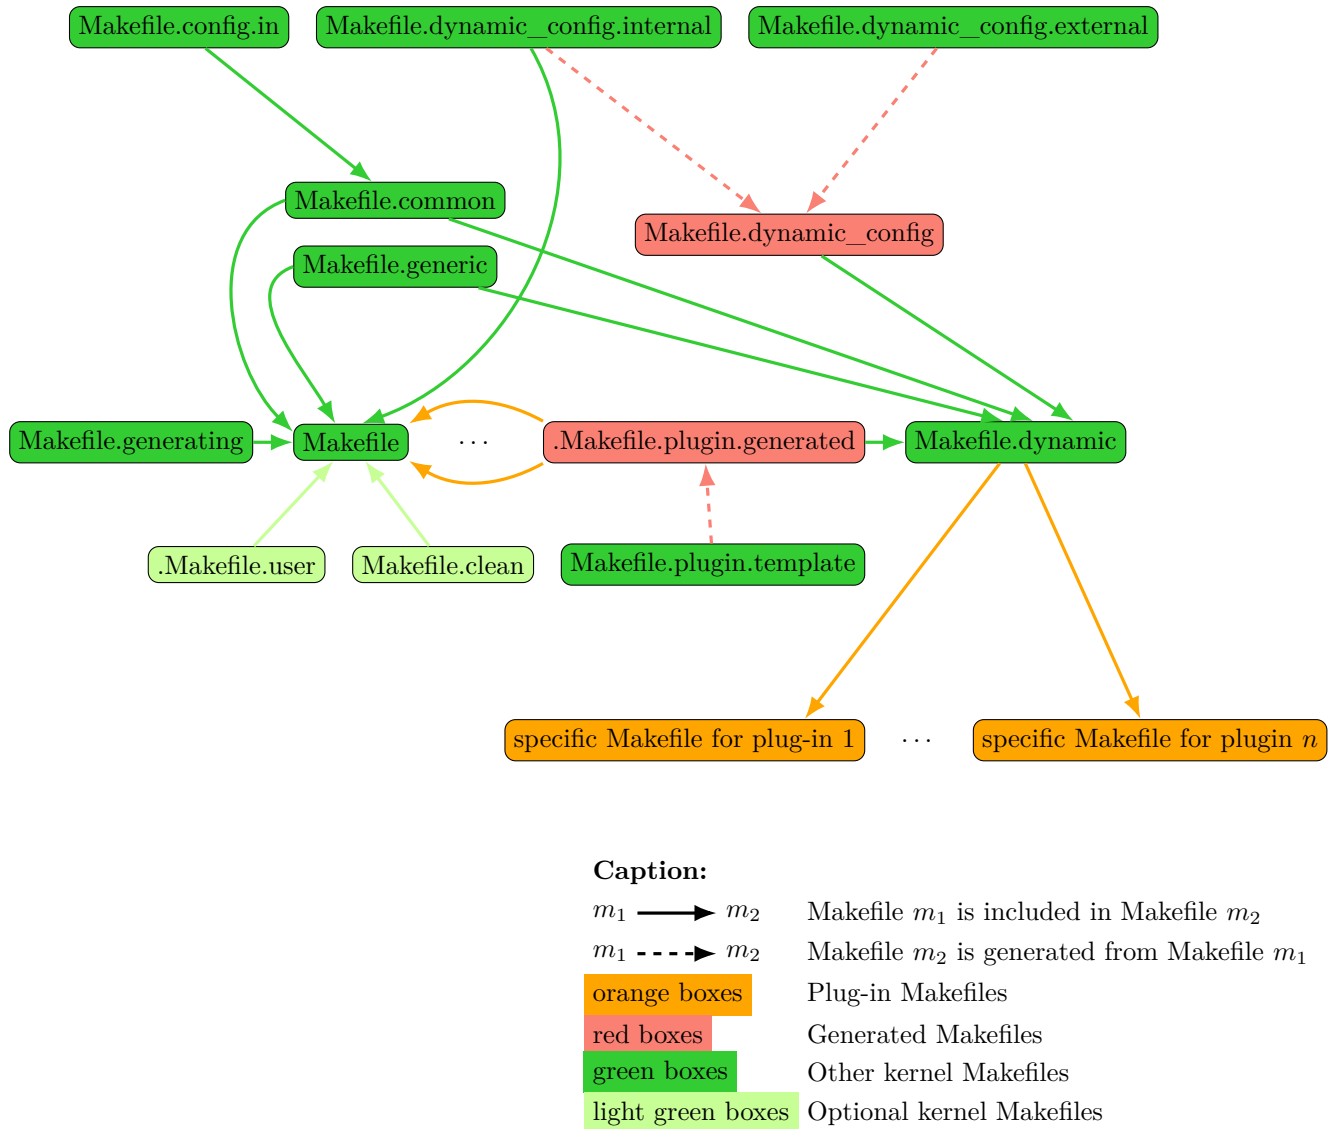 Makefile.config.in Makefile.dynamic_config.internal Makefile.dynamic_config.external
Makefile.common
Makefile.dynamic_config
Makefile.generic
Makefile.generating Makefile ... .Makefile.plugin.generated Makefile.dynamic
.Makefile.user Makefile.clean Makefile.plugin.template
specific Makefile for plug-in 1 ... specific Makefile for plugin n
Caption:
m1 m2 Makefile m1 is included in Makefile m2
m1 m2 Makefile m2 is generated from Makefile m1
orange boxes Plug-in Makefiles
red boxes Generated Makefiles
green boxes Other kernel Makefiles
light green boxes Optional kernel Makefiles